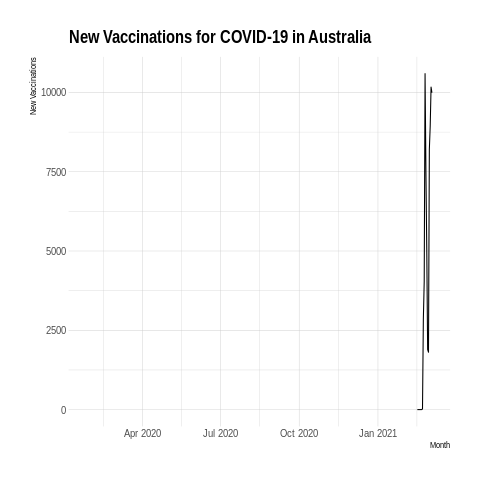 New Vaccinations for COVID-19 in Australia
New Vaccinations
10000
7500
5000
2500
0
Apr 2020 Jul 2020 Oct 2020 Jan 2021
Month